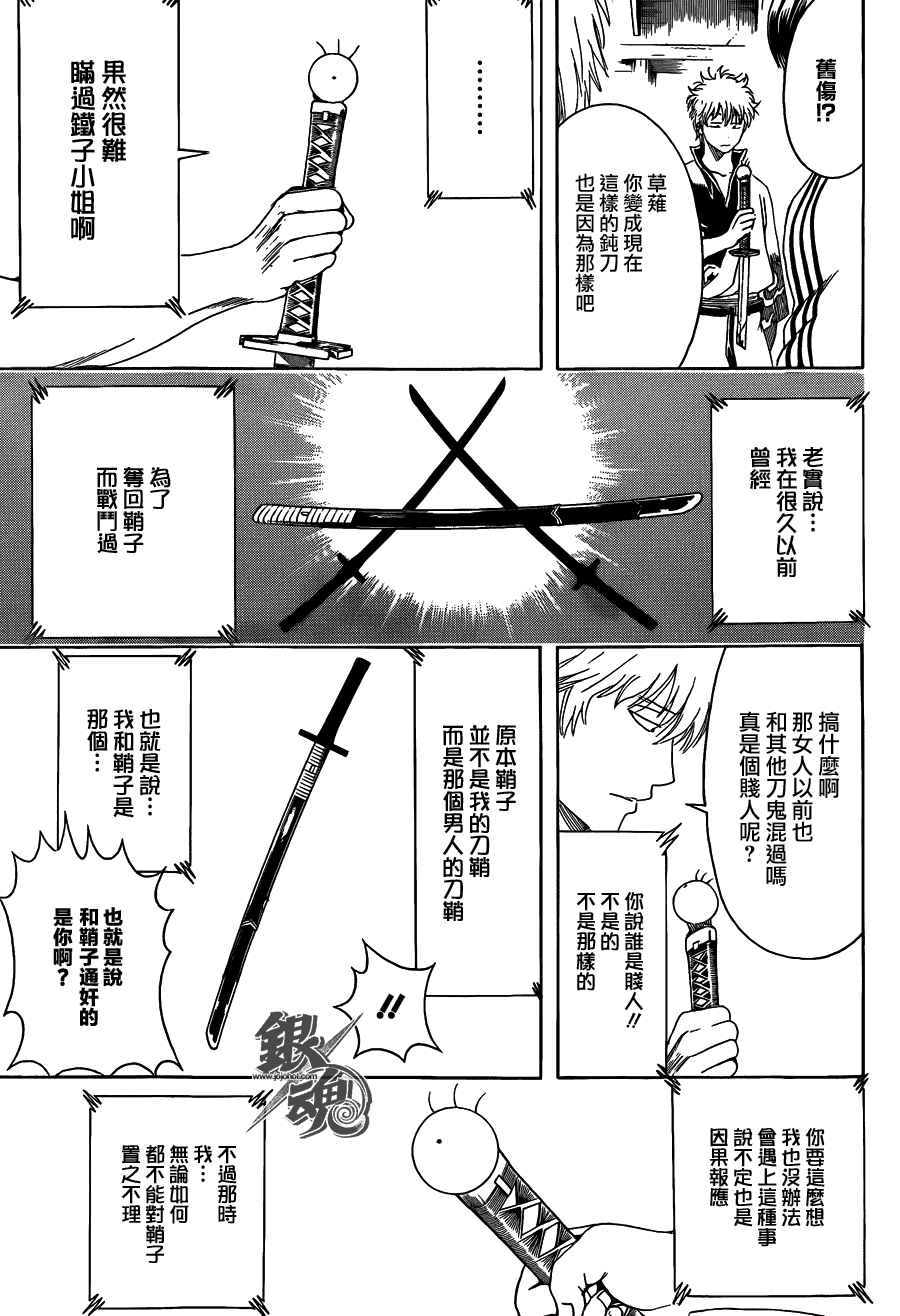 舊傷!?
草薙
你變成現在
這樣的鈍刀
也是因為那樣吧
………
果然很難
瞞過鐵子小姐啊
老實說…
我在很久以前
曾經
為了
奪回鞘子
而戰鬥過
搞什麼啊
那女人以前也
和其他刀鬼混過嗎
真是個賤人呢?
你說誰是賤人!!
不是的
不是那樣的
原本鞘子
並不是我的刀鞘
而是那個男人的刀鞘
也就是說…
我和鞘子是
那個…
!!
也就是說
和鞘子通奸的
是你啊?
你要這麼想
我也沒辦法
會遇上這種事
說不定也是
因果報應
不過那時
我…
無論如何
都不能對鞘子
置之不理
銀魂
www.jojohot.com